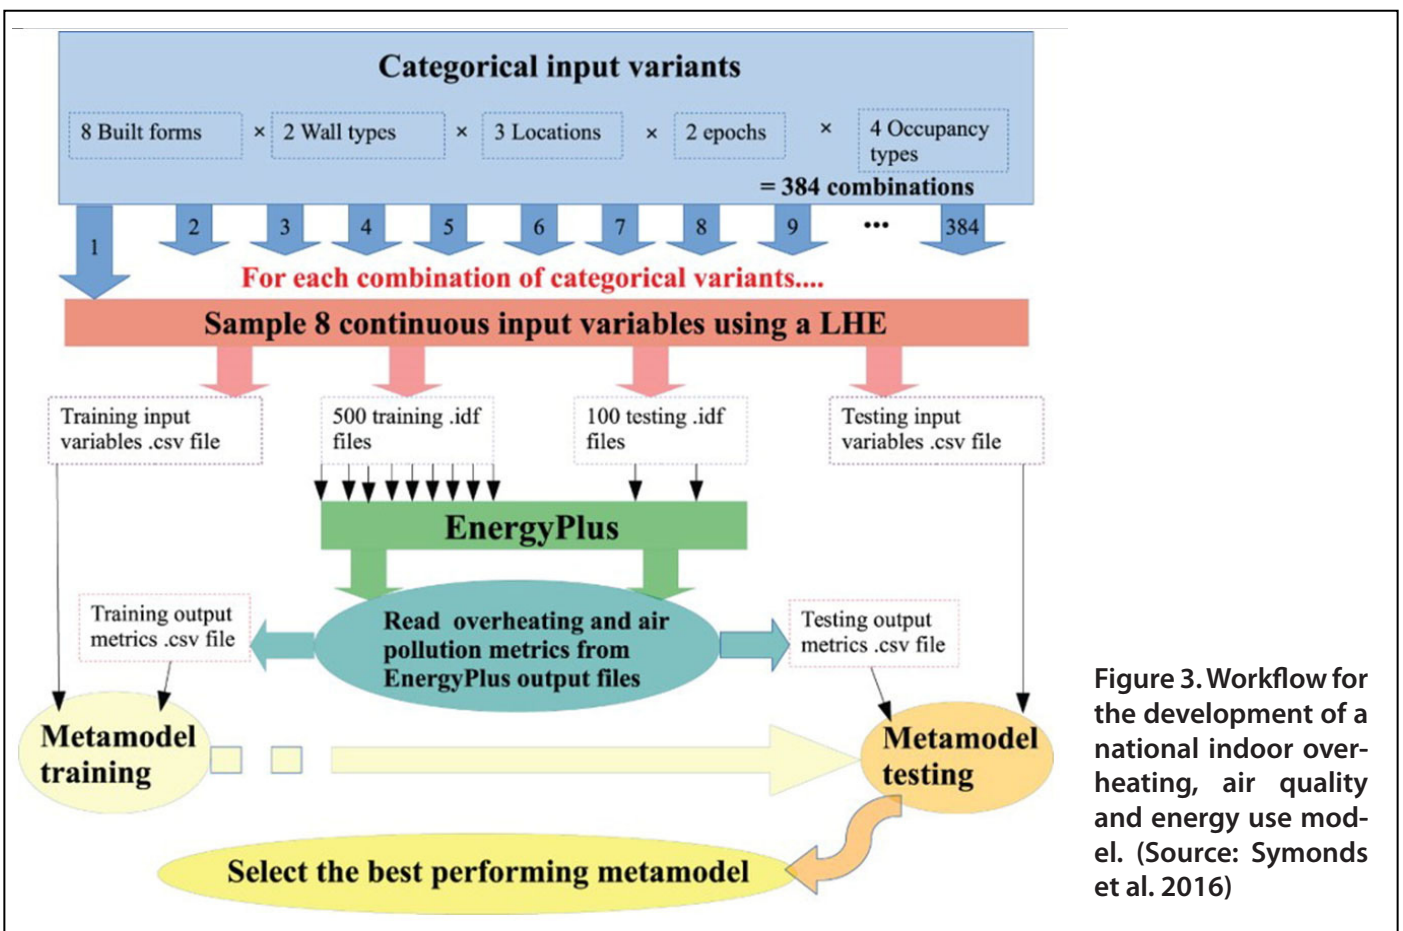 Categorical input variants
8 Built forms × 2 Wall types × 3 Locations × 2 epochs × 4 Occupancy
types
= 384 combinations
1 2 3 4 5 6 7 8 9 ... 384
For each combination of categorical variants....
Sample 8 continuous input variables using a LHE
Training input
variables .csv file
500 training .idf
files
100 testing .idf
files
Testing input
variables .csv file
EnergyPlus
Training output
metrics .csv file
Read overheating and air
pollution metrics from
EnergyPlus output files
Testing output
metrics .csv file
Metamodel
training
Metamodel
testing
Select the best performing metamodel
Figure 3. Workflow for
the development of a
national indoor over-
heating, air quality
and energy use mod-
el. (Source: Symonds
et al. 2016)